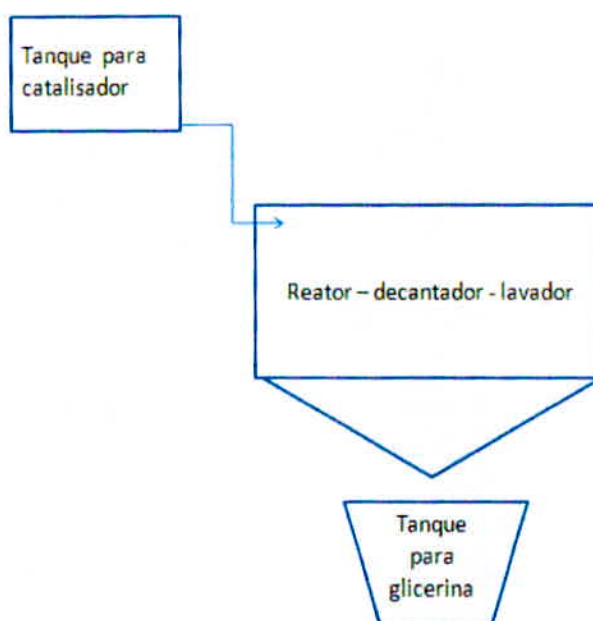 Tanque para
catalisador
Reator – decantador - lavador
Tanque
para
glicerina